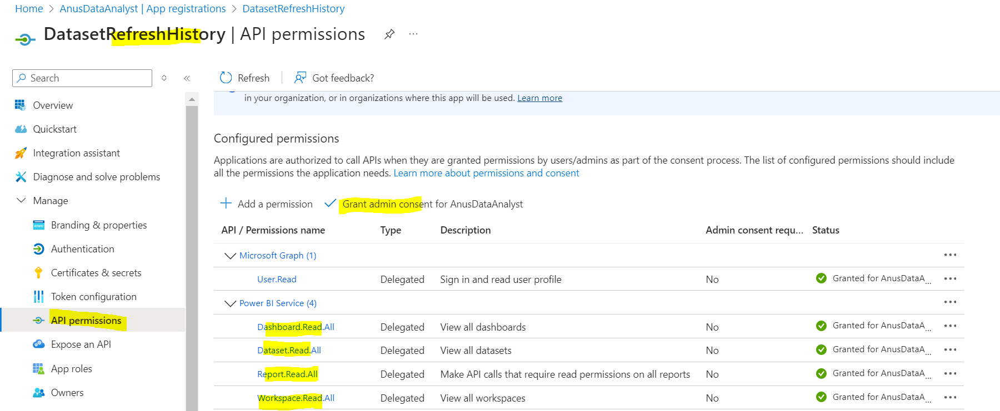 Home > AnusDataAnalyst | App registrations > DatasetRefreshHistory
DatasetRefreshHistory | API permissions ...
Search
Refresh | Got feedback?
in your organization, or in organizations where this app will be used. Learn more
Overview
Quickstart
Integration assistant
Diagnose and solve problems
Manage
Branding & properties
Authentication
Certificates & secrets
Token configuration
API permissions
Expose an API
App roles
Owners
Configured permissions
Applications are authorized to call APIs when they are granted permissions by users/admins as part of the consent process. The list of configured permissions should include
all the permissions the application needs. Learn more about permissions and consent
Add a permission Grant admin consent for AnusDataAnalyst
API / Permissions name Type Description Admin consent requ... Status
Microsoft Graph (1)
User.Read Delegated Sign in and read user profile No Granted for AnusDataA...
Power BI Service (4)
Dashboard.Read.All Delegated View all dashboards No Granted for AnusDataA...
Dataset.Read.All Delegated View all datasets No Granted for AnusDataA...
Report.Read.All Delegated Make API calls that require read permissions on all reports No Granted for AnusDataA...
Workspace.Read.All Delegated View all workspaces No Granted for AnusDataA...